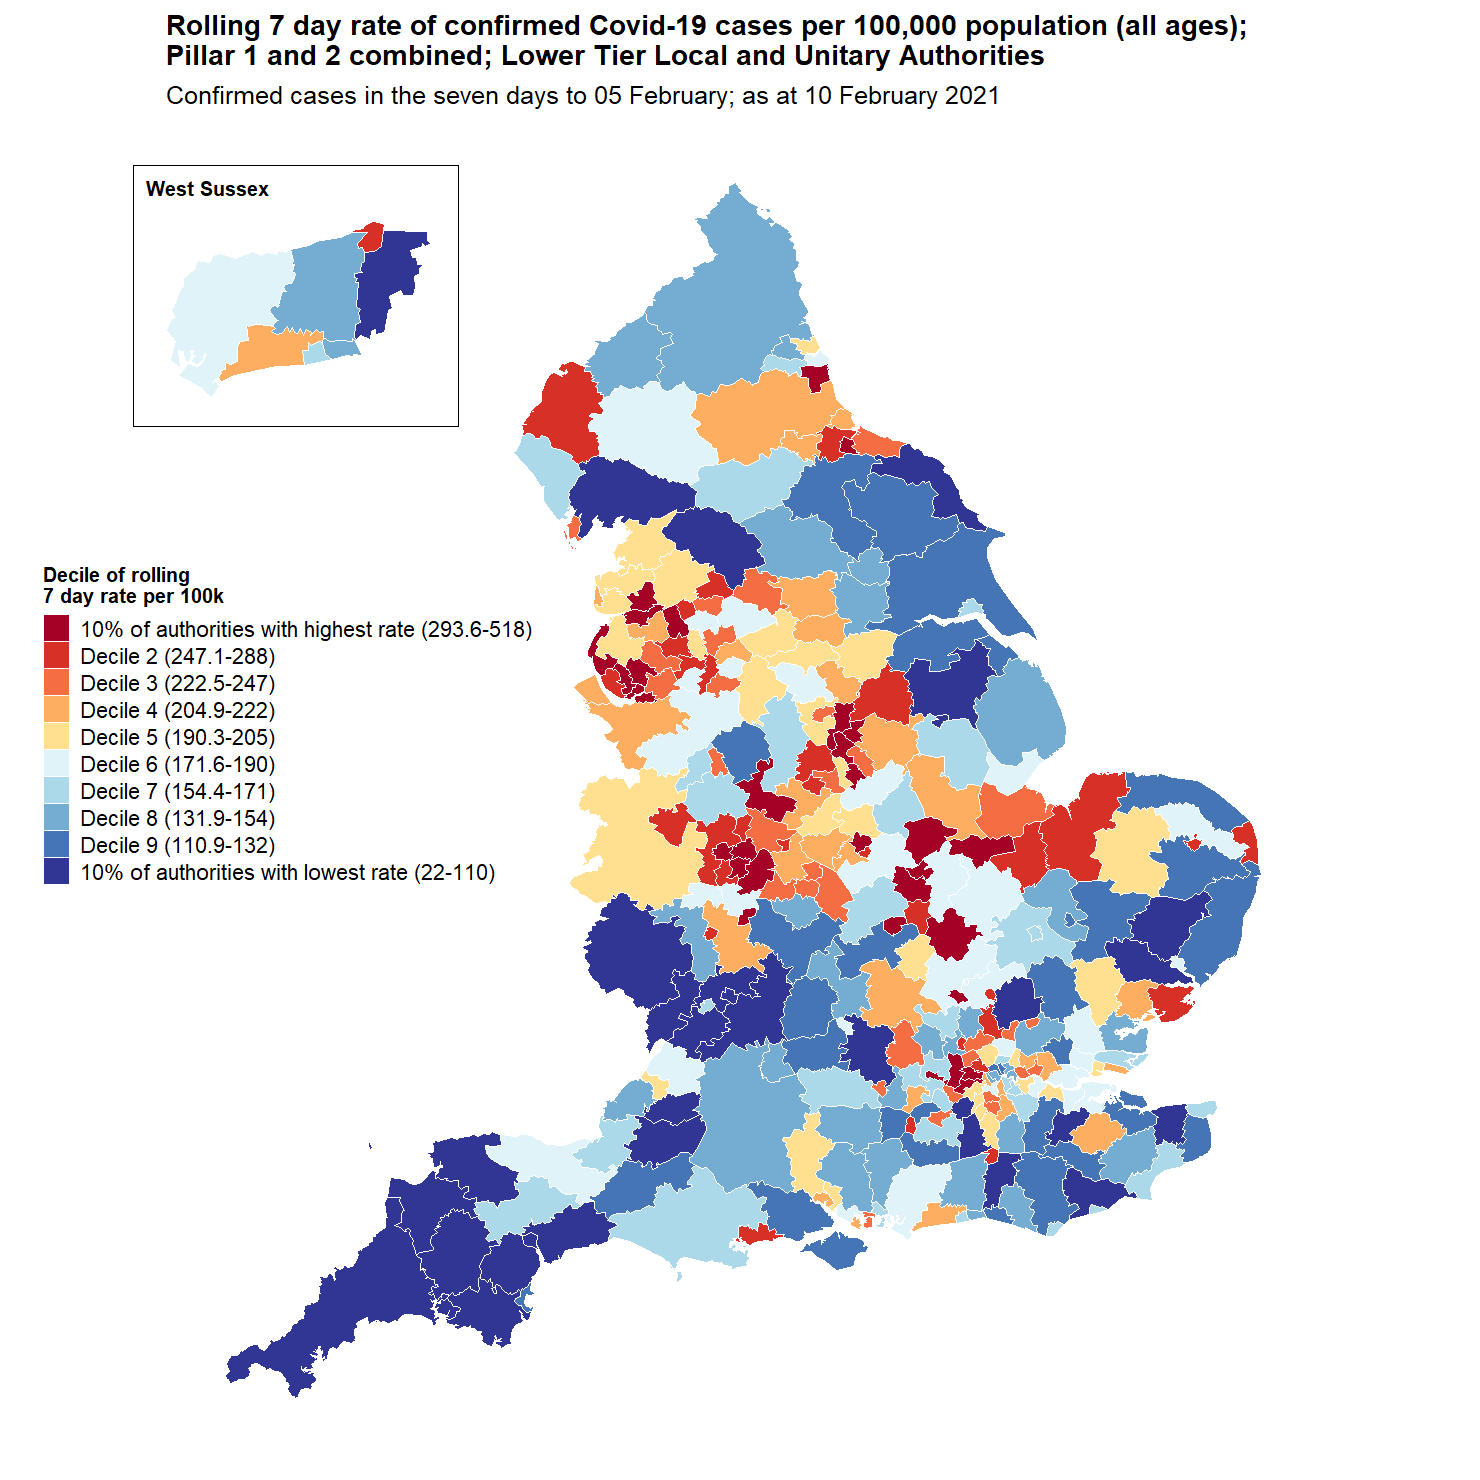 Rolling 7 day rate of confirmed Covid-19 cases per 100,000 population (all ages);
Pillar 1 and 2 combined; Lower Tier Local and Unitary Authorities
Confirmed cases in the seven days to 05 February; as at 10 February 2021
West Sussex
Decile of rolling
7 day rate per 100k
10% of authorities with highest rate (293.6-518)
Decile 2 (247.1-288)
Decile 3 (222.5-247)
Decile 4 (204.9-222)
Decile 5 (190.3-205)
Decile 6 (171.6-190)
Decile 7 (154.4-171)
Decile 8 (131.9-154)
Decile 9 (110.9-132)
10% of authorities with lowest rate (22-110)